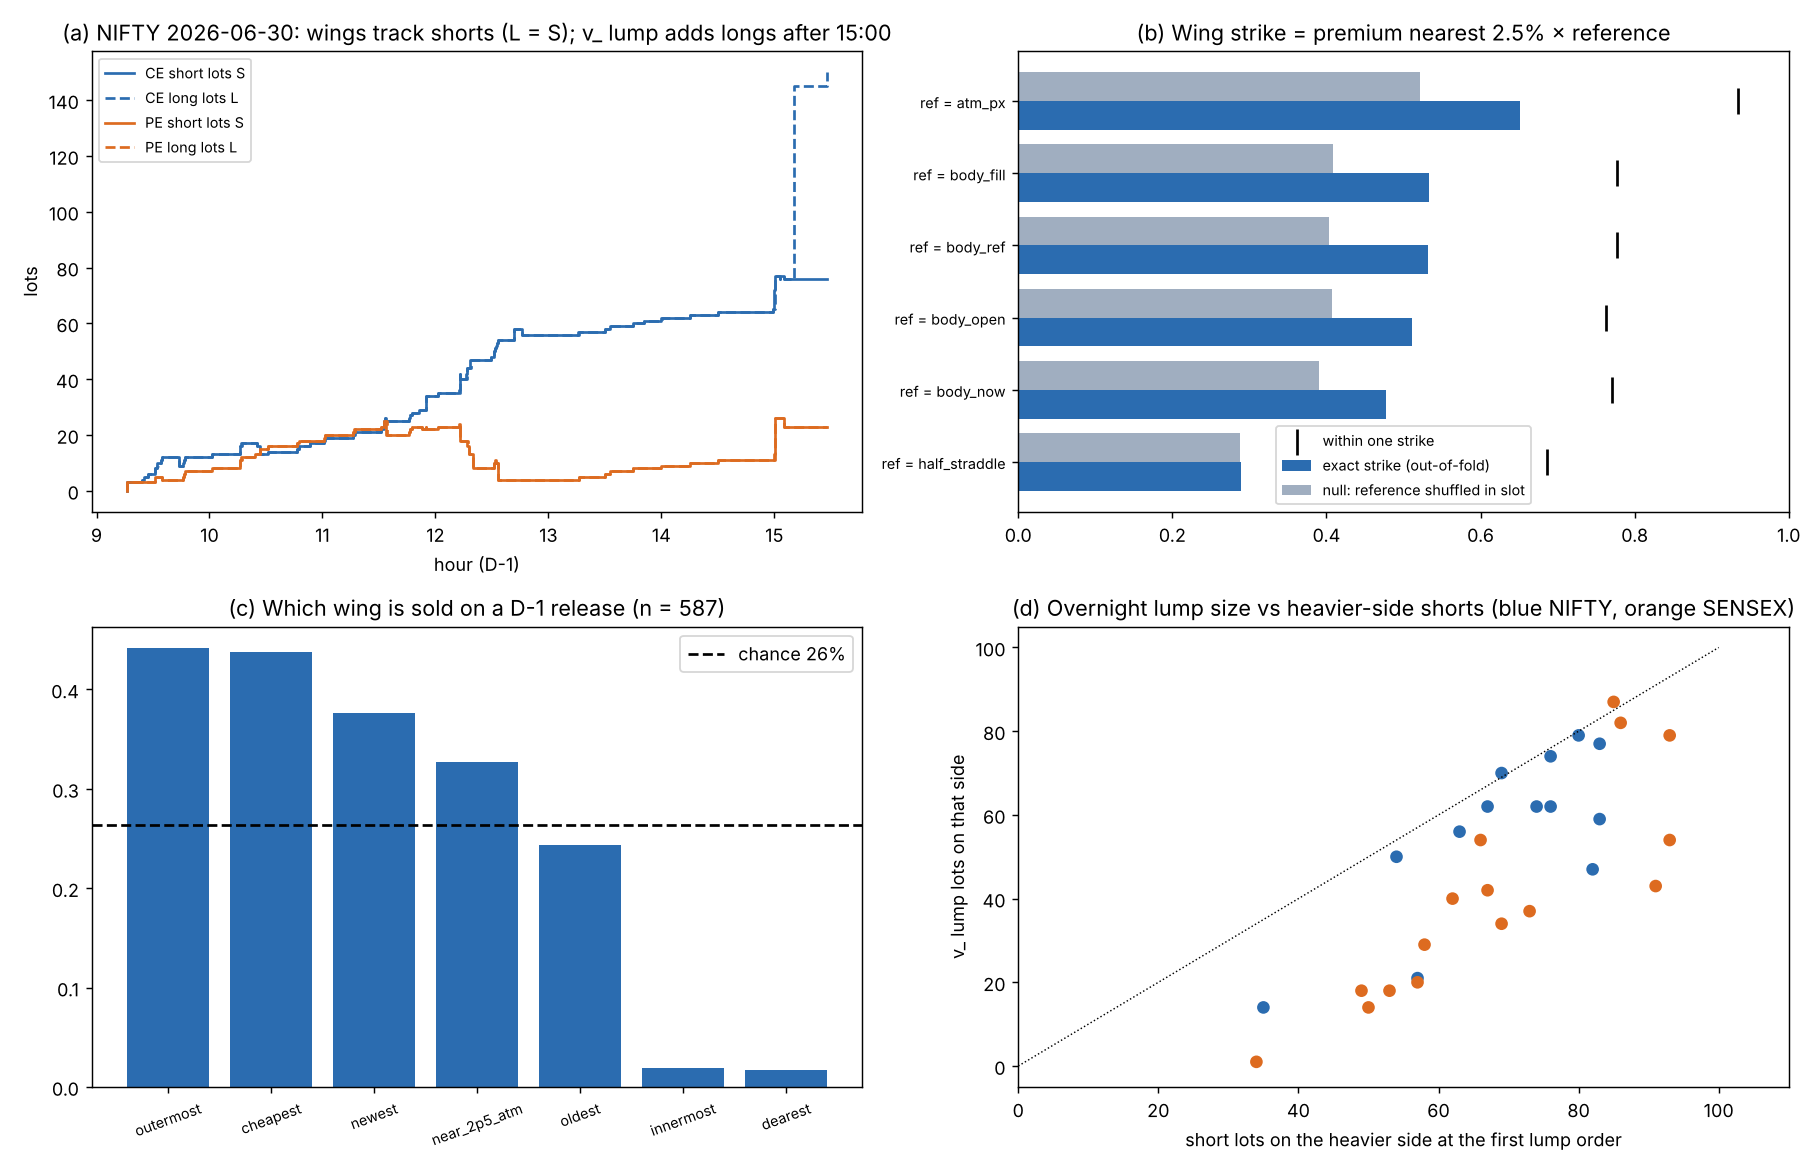 (a) NIFTY 2026-06-30: wings track shorts (L = S); v_ lump adds longs after 15:00
CE short lots S
CE long lots L
PE short lots S
PE long lots L
lots
140
120
100
80
60
40
20
0
9
10
11
12
13
14
15
hour (D-1)
(b) Wing strike = premium nearest 2.5% × reference
ref = atm_px
ref = body_fill
ref = body_ref
ref = body_open
ref = body_now
ref = half_straddle
within one strike
exact strike (out-of-fold)
null: reference shuffled in slot
0.0
0.2
0.4
0.6
0.8
1.0
(c) Which wing is sold on a D-1 release (n = 587)
chance 26%
0.4
0.3
0.2
0.1
0.0
outermost
cheapest
newest
near_2p5_atm
oldest
innermost
dearest
(d) Overnight lump size vs heavier-side shorts (blue NIFTY, orange SENSEX)
v_ lump lots on that side
100
80
60
40
20
0
0
20
40
60
80
100
short lots on the heavier side at the first lump order